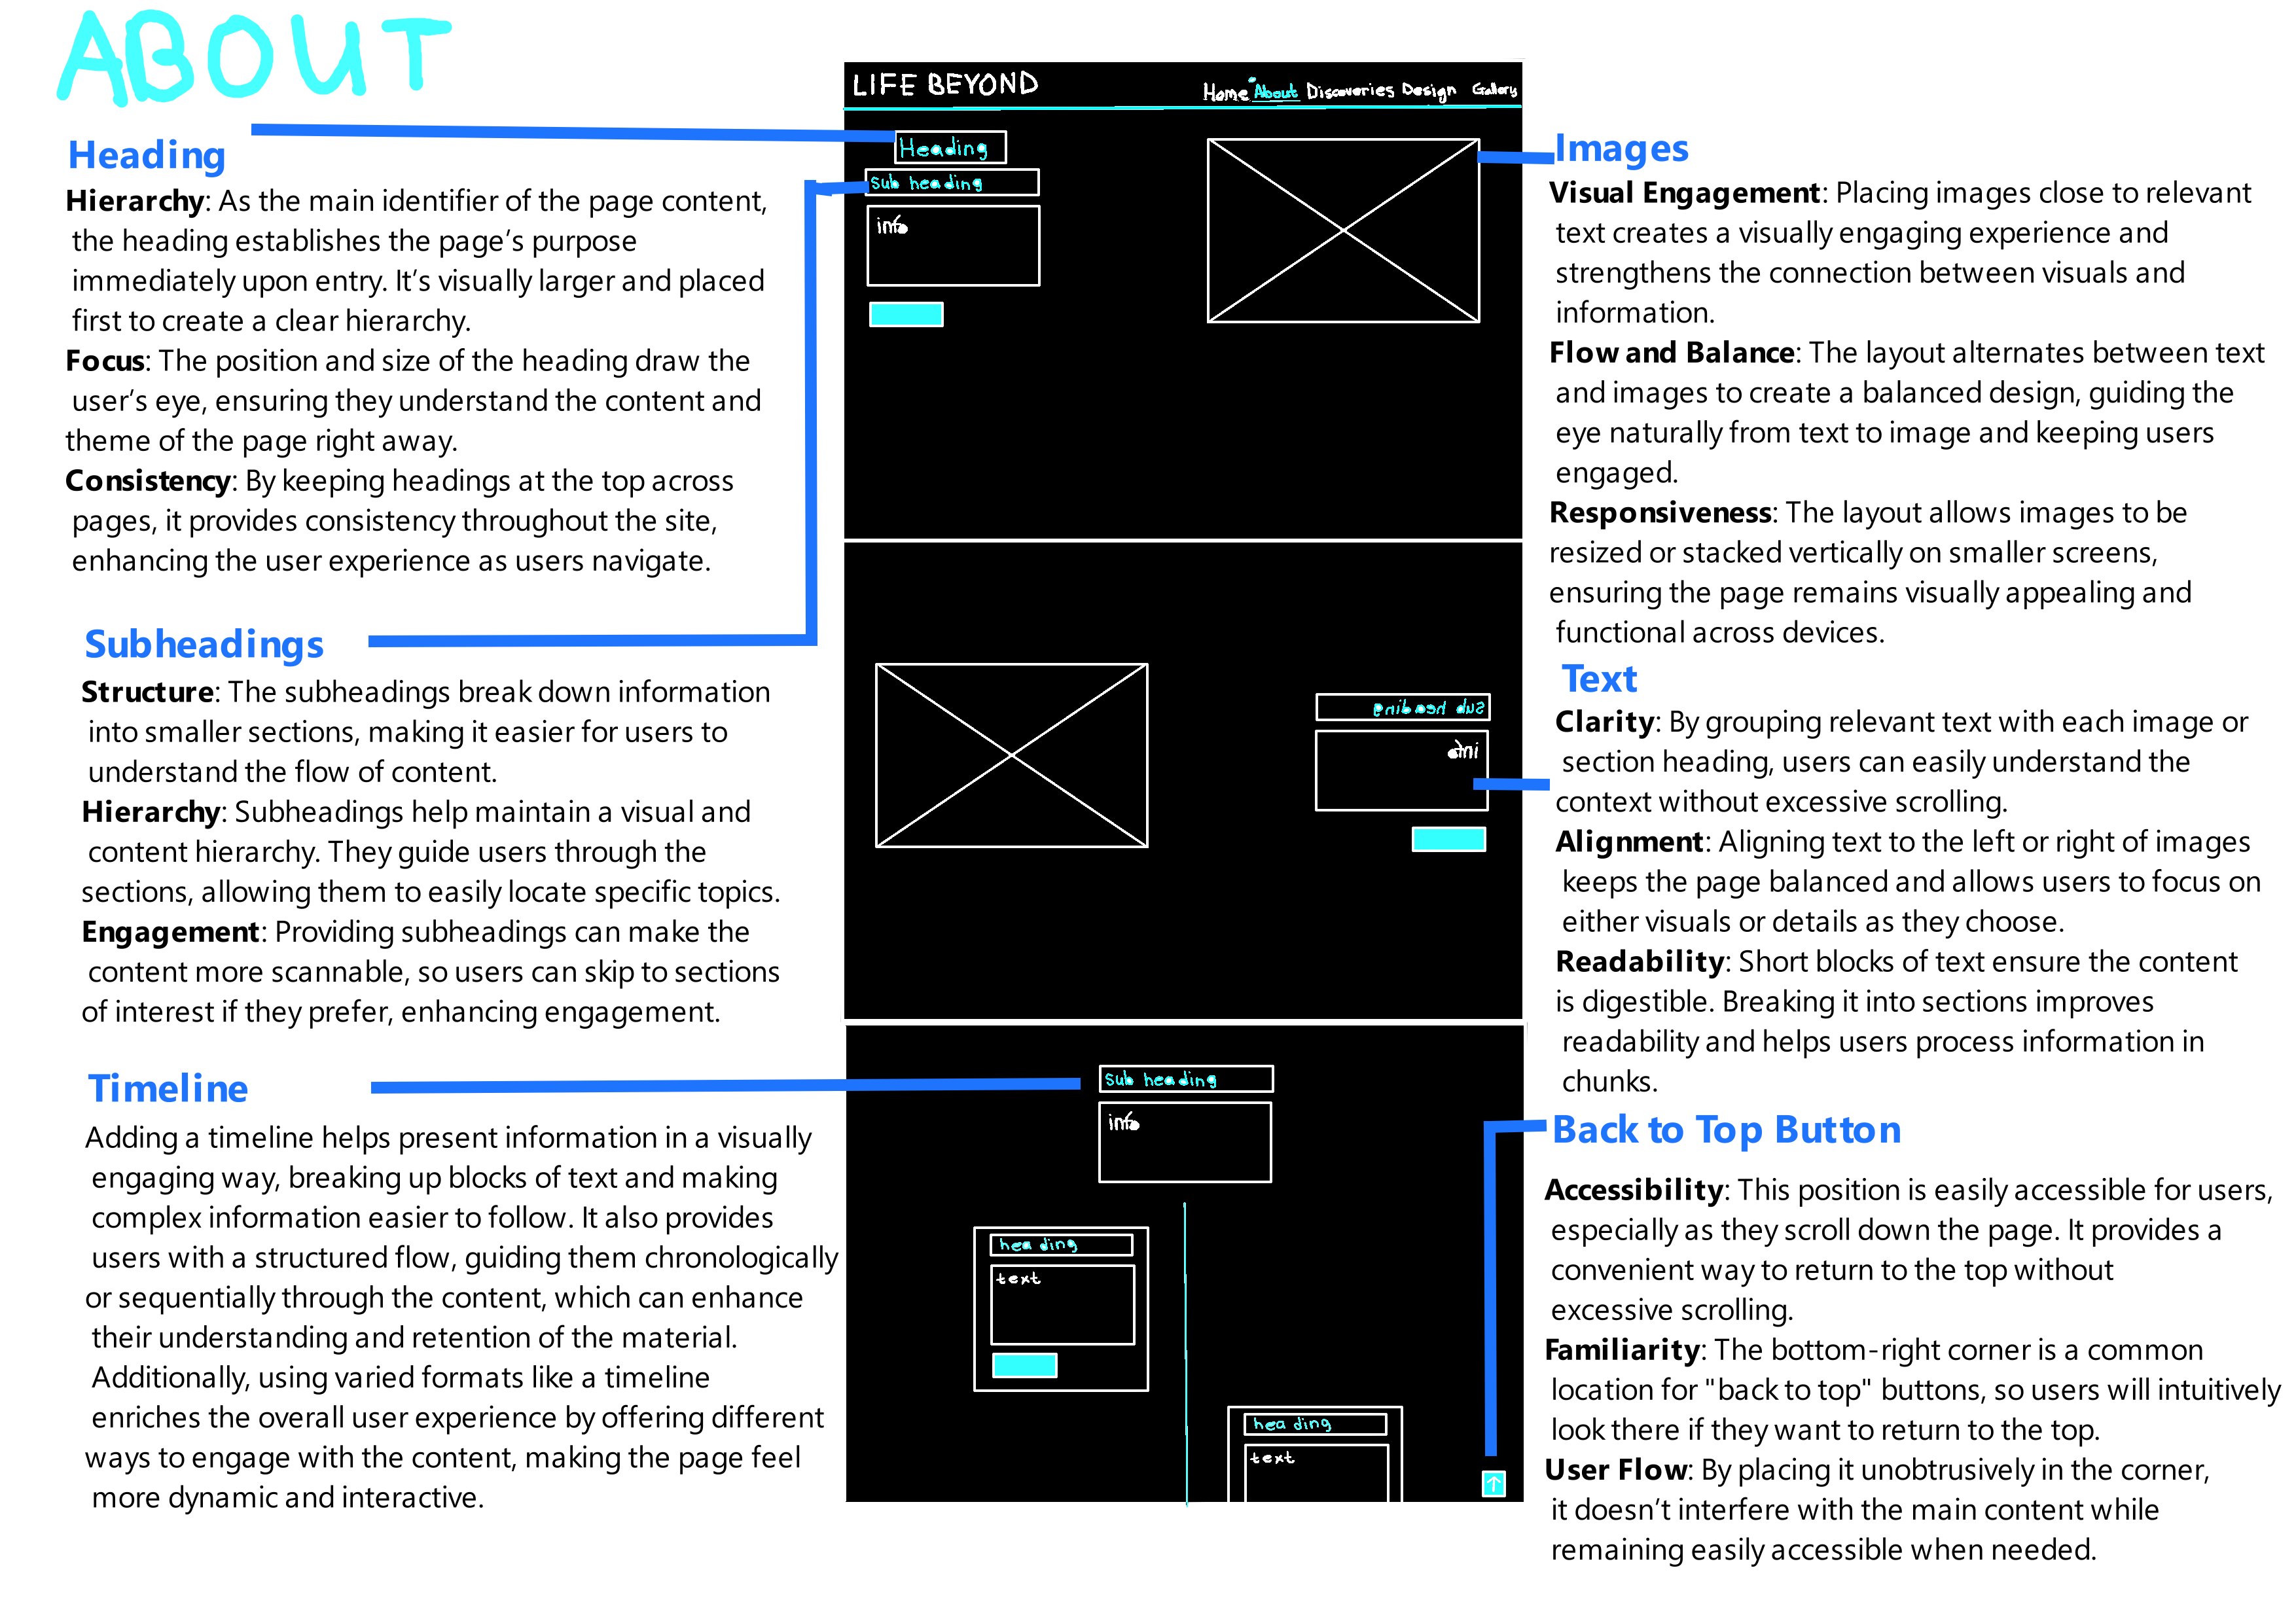 ABOUT
Heading
Hierarchy: As the main identifier of the page content,
the heading establishes the page’s purpose
immediately upon entry. It’s visually larger and placed
first to create a clear hierarchy.
Focus: The position and size of the heading draw the
user’s eye, ensuring they understand the content and
theme of the page right away.
Consistency: By keeping headings at the top across
pages, it provides consistency throughout the site,
enhancing the user experience as users navigate.
Subheadings
Structure: The subheadings break down information
into smaller sections, making it easier for users to
understand the flow of content.
Hierarchy: Subheadings help maintain a visual and
content hierarchy. They guide users through the
sections, allowing them to easily locate specific topics.
Engagement: Providing subheadings can make the
content more scannable, so users can skip to sections
of interest if they prefer, enhancing engagement.
Timeline
Adding a timeline helps present information in a visually
engaging way, breaking up blocks of text and making
complex information easier to follow. It also provides
users with a structured flow, guiding them chronologically
or sequentially through the content, which can enhance
their understanding and retention of the material.
Additionally, using varied formats like a timeline
enriches the overall user experience by offering different
ways to engage with the content, making the page feel
more dynamic and interactive.
LIFE BEYOND
Home About Discoveries Design Gallery
Heading
Sub heading
info
Sub heading
info
Sub heading
info
heading
text
heading
text
Images
Visual Engagement: Placing images close to relevant
text creates a visually engaging experience and
strengthens the connection between visuals and
information.
Flow and Balance: The layout alternates between text
and images to create a balanced design, guiding the
eye naturally from text to image and keeping users
engaged.
Responsiveness: The layout allows images to be
resized or stacked vertically on smaller screens,
ensuring the page remains visually appealing and
functional across devices.
Text
Clarity: By grouping relevant text with each image or
section heading, users can easily understand the
context without excessive scrolling.
Alignment: Aligning text to the left or right of images
keeps the page balanced and allows users to focus on
either visuals or details as they choose.
Readability: Short blocks of text ensure the content
is digestible. Breaking it into sections improves
readability and helps users process information in
chunks.
Back to Top Button
Accessibility: This position is easily accessible for users,
especially as they scroll down the page. It provides a
convenient way to return to the top without
excessive scrolling.
Familiarity: The bottom-right corner is a common
location for "back to top" buttons, so users will intuitively
look there if they want to return to the top.
User Flow: By placing it unobtrusively in the corner,
it doesn’t interfere with the main content while
remaining easily accessible when needed.